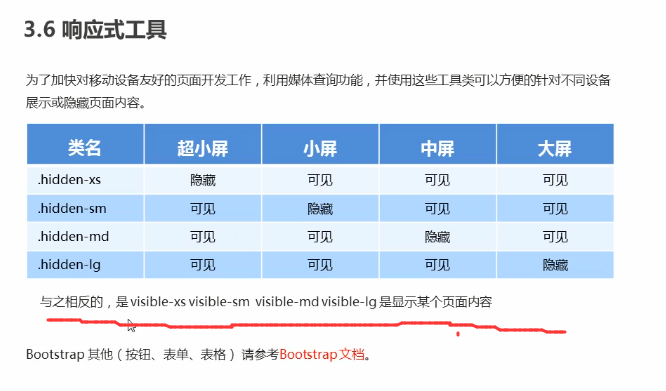 3.6 响应式工具
为了加快对移动设备友好的页面开发工作，利用媒体查询功能，并使用这些工具类可以方便的针对不同设备
展示或隐藏页面内容。
类名 超小屏 小屏 中屏 大屏
.hidden-xs 隐藏 可见 可见 可见
.hidden-sm 可见 隐藏 可见 可见
.hidden-md 可见 可见 隐藏 可见
.hidden-lg 可见 可见 可见 隐藏
与之相反的，是 visible-xs visible-sm visible-md visible-lg 是显示某个页面内容
Bootstrap 其他（按钮、表单、表格）请参考Bootstrap 文档。